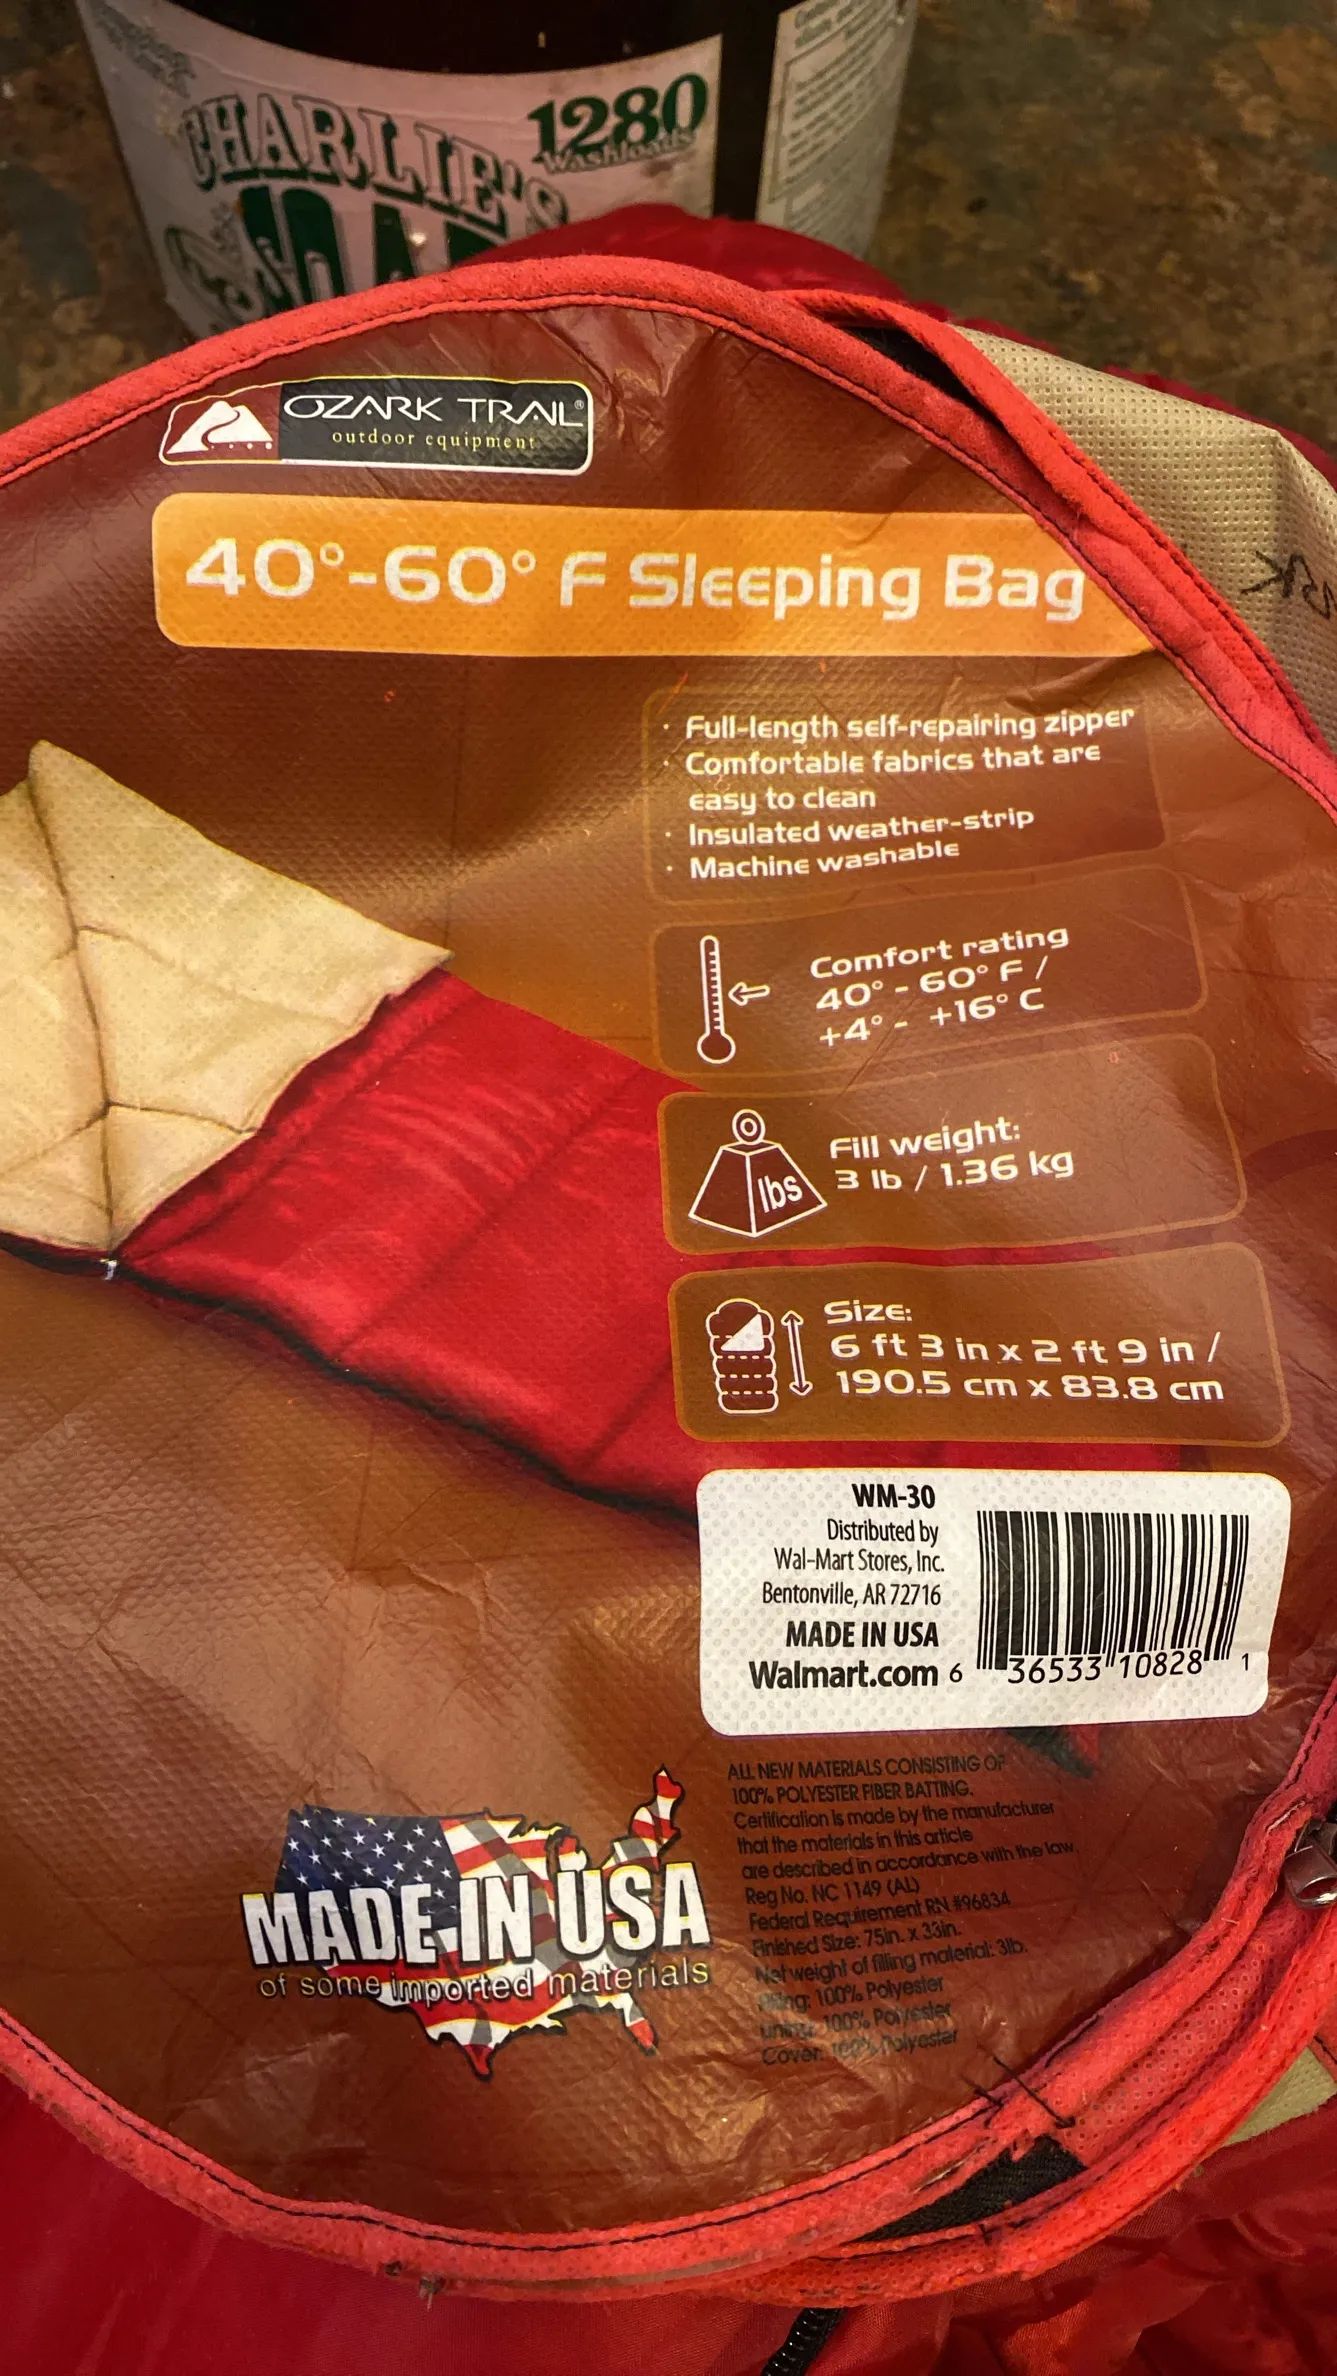 CHARLIE'S
1280
Washloads
OZARK TRAIL®
outdoor equipment
40°-60° F Sleeping Bag
· Full-length self-repairing zipper
· Comfortable fabrics that are
easy to clean
· Insulated weather-strip
· Machine washable
Comfort rating
40° - 60° F /
+4° - +16° C
lbs
Fill weight:
3 lb / 1.36 kg
Size:
6 ft 3 in x 2 ft 9 in /
190.5 cm x 83.8 cm
WM-30
Distributed by
Wal-Mart Stores, Inc.
Bentonville, AR 72716
MADE IN USA
Walmart.com
6 36533 10828 1
MADE IN USA
of some imported materials
ALL NEW MATERIALS CONSISTING OF
100% POLYESTER FIBER BATTING.
Certification is made by the manufacturer
that the materials in this article
are described in accordance with the law.
Reg No. NC 1149 (AL)
Federal Requirement RN #96834
Finished Size: 75in. x 33in.
Net weight of filling material: 3lb.
100% Polyester
100% Polyester
Cover: 100% Polyester